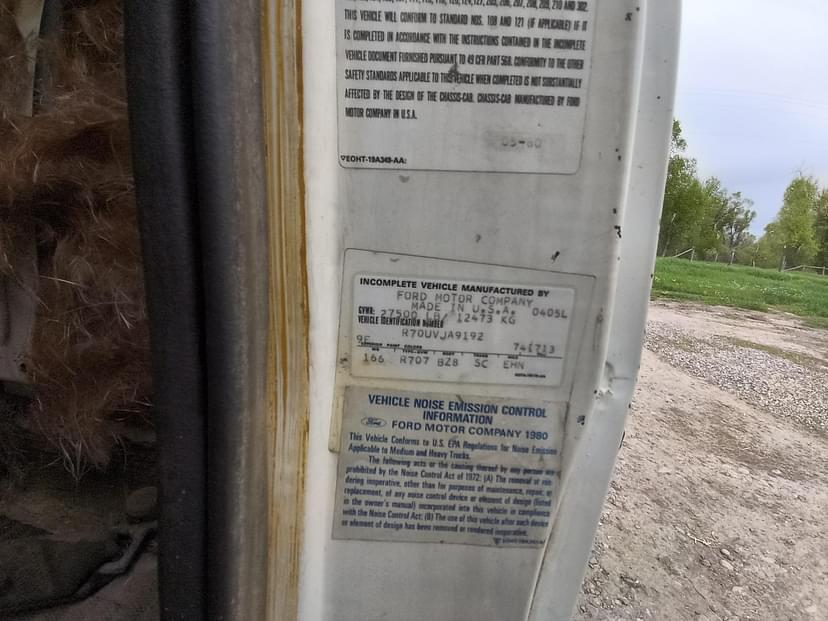 207, 208, 209, 210 AND 302.
THIS VEHICLE WILL CONFORM TO STANDARD NOS. 108 AND 121 (IF APPLICABLE) IF IT
IS COMPLETED IN ACCORDANCE WITH THE INSTRUCTIONS CONTAINED IN THE INCOMPLETE
VEHICLE DOCUMENT FURNISHED PURSUANT TO 49 CFR PART 568. CONFORMITY TO THE OTHER
SAFETY STANDARDS APPLICABLE TO THIS VEHICLE WHEN COMPLETED IS NOT SUBSTANTIALLY
AFFECTED BY THE DESIGN OF THE CHASSIS-CAB. CHASSIS-CAB MANUFACTURED BY FORD
MOTOR COMPANY IN U.S.A.
05-80
EOHT-19A349-AA:
INCOMPLETE VEHICLE MANUFACTURED BY
FORD MOTOR COMPANY
MADE IN U.S.A. 0405L
GVWR: 27500 LB/ 12473 KG
VEHICLE IDENTIFICATION NUMBER
R70UVJA9192
9E 741713
166 R707 BZ8 5C EHN
VEHICLE NOISE EMISSION CONTROL
INFORMATION
Ford FORD MOTOR COMPANY 1980
This Vehicle Conforms to U.S. EPA Regulations for Noise Emission
Applicable to Medium and Heavy Trucks.
The following acts or the causing thereof by any person are
prohibited by the Noise Control Act of 1972: (A) The removal or ren-
dering inoperative, other than for purposes of maintenance, repair, or
replacement, of any noise control device or element of design (listed
in the owner's manual) incorporated into this vehicle in compliance
with the Noise Control Act; (B) The use of this vehicle after such device
or element of design has been removed or rendered inoperative.